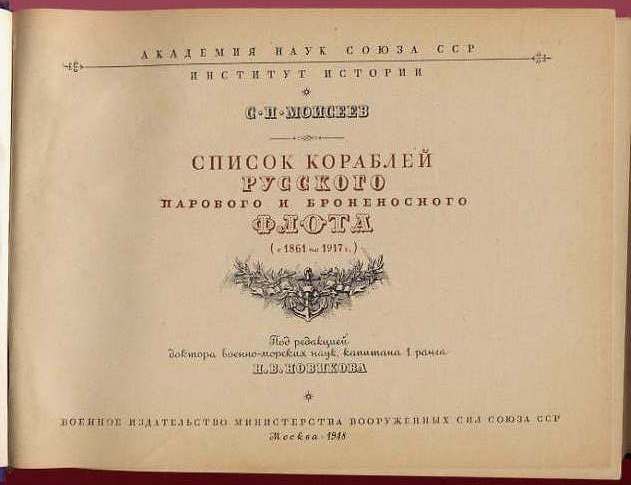 АКАДЕМИЯ НАУК СОЮЗА ССР
ИНСТИТУТ ИСТОРИИ
С·П·МОИСЕЕВ
СПИСОК КОРАБЛЕЙ
РУССКОГО
ПАРОВОГО И БРОНЕНОСНОГО
ФЛОТА
(с 1861 по 1917 г.)
Под редакцией
доктора военно-морских наук, капитана 1 ранга
Н.В.НОВИКОВА
ВОЕННОЕ ИЗДАТЕЛЬСТВО МИНИСТЕРСТВА ВООРУЖЕННЫХ СИЛ СОЮЗА ССР
Москва - 1948